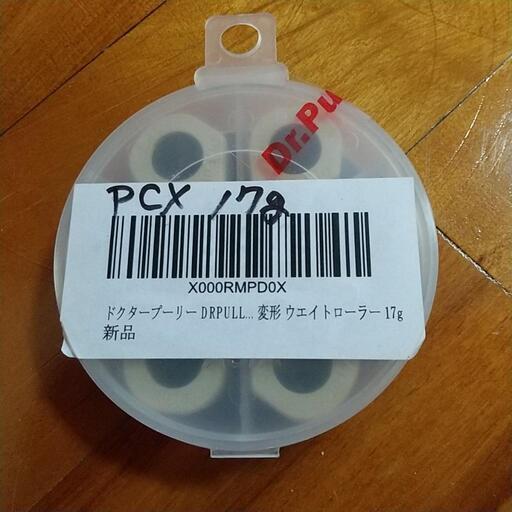 Dr.Pu
PCX 17g
X000RMPD0X
ドクタープーリー DRPULL... 変形 ウエイトローラー 17g
新品